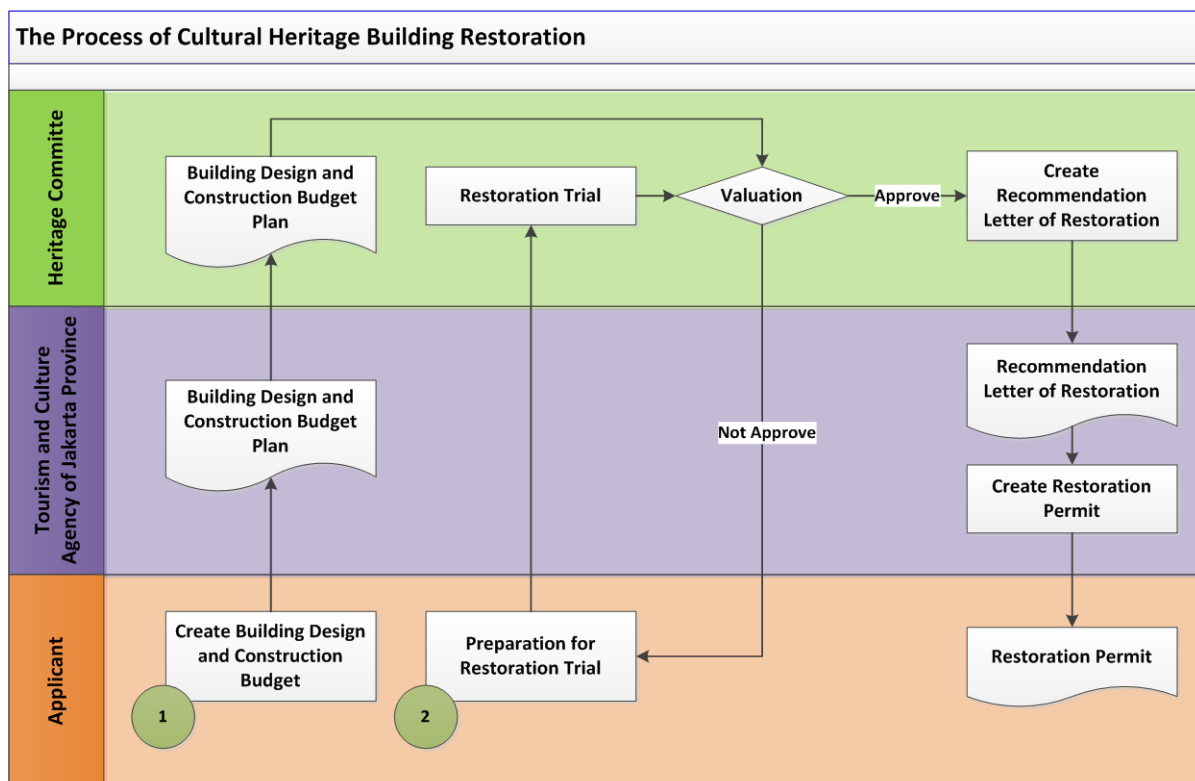 The Process of Cultural Heritage Building Restoration
Heritage Committe
Building Design and
Construction Budget
Plan
Restoration Trial
Valuation
Approve
Create
Recommendation
Letter of Restoration
Tourism and Culture
Agency of Jakarta Province
Building Design and
Construction Budget
Plan
Not Approve
Recommendation
Letter of Restoration
Create Restoration
Permit
Applicant
Create Building Design
and Construction
Budget
1
Preparation for
Restoration Trial
2
Restoration Permit